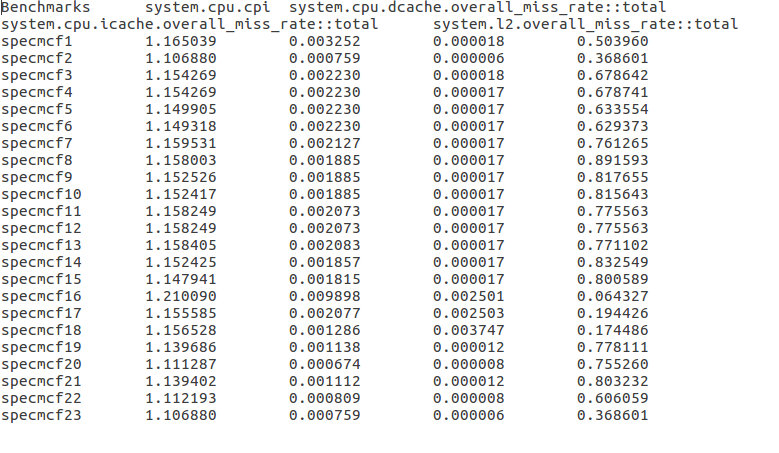 Benchmarks system.cpu.cpi system.cpu.dcache.overall_miss_rate::total
system.cpu.icache.overall_miss_rate::total system.l2.overall_miss_rate::total
specmcf1 1.165039 0.003252 0.000018 0.503960
specmcf2 1.106880 0.000759 0.000006 0.368601
specmcf3 1.154269 0.002230 0.000018 0.678642
specmcf4 1.154269 0.002230 0.000017 0.678741
specmcf5 1.149905 0.002230 0.000017 0.633554
specmcf6 1.149318 0.002230 0.000017 0.629373
specmcf7 1.159531 0.002127 0.000017 0.761265
specmcf8 1.158003 0.001885 0.000017 0.891593
specmcf9 1.152526 0.001885 0.000017 0.817655
specmcf10 1.152417 0.001885 0.000017 0.815643
specmcf11 1.158249 0.002073 0.000017 0.775563
specmcf12 1.158249 0.002073 0.000017 0.775563
specmcf13 1.158405 0.002083 0.000017 0.771102
specmcf14 1.152425 0.001857 0.000017 0.832549
specmcf15 1.147941 0.001815 0.000017 0.800589
specmcf16 1.210090 0.009898 0.002501 0.064327
specmcf17 1.155585 0.002077 0.002503 0.194426
specmcf18 1.156528 0.001286 0.003747 0.174486
specmcf19 1.139686 0.001138 0.000012 0.778111
specmcf20 1.111287 0.000674 0.000008 0.755260
specmcf21 1.139402 0.001112 0.000012 0.803232
specmcf22 1.112193 0.000809 0.000008 0.606059
specmcf23 1.106880 0.000759 0.000006 0.368601